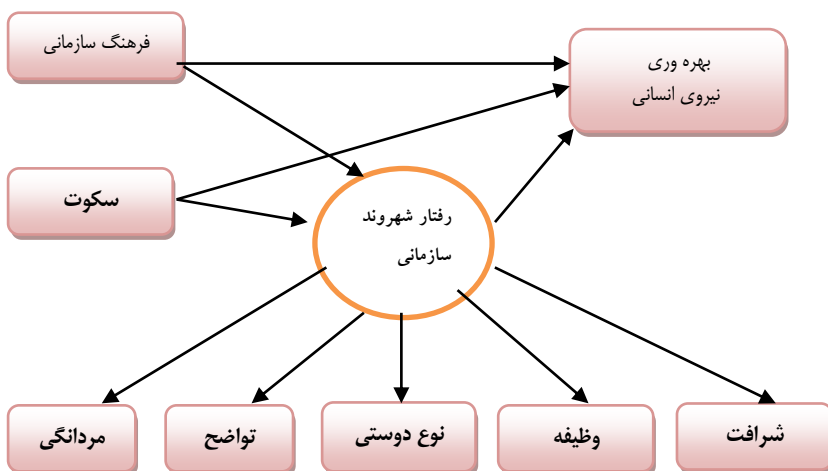 فرهنگ سازمانی
بهره وری
نیروی انسانی
سکوت
رفتار شهروند
سازمانی
شرافت
وظیفه
نوع دوستی
تواضح
مردانگی